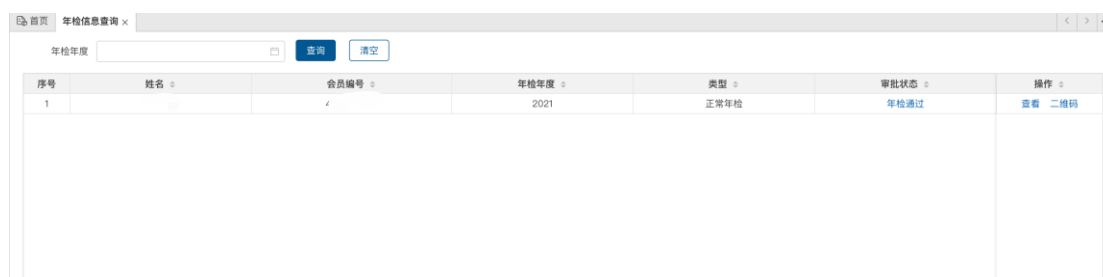 首页 年检信息查询 ×
年检年度 查询 清空
序号 姓名 会员编号 年检年度 类型 审批状态 操作
1 2021 正常年检 年检通过 查看 二维码